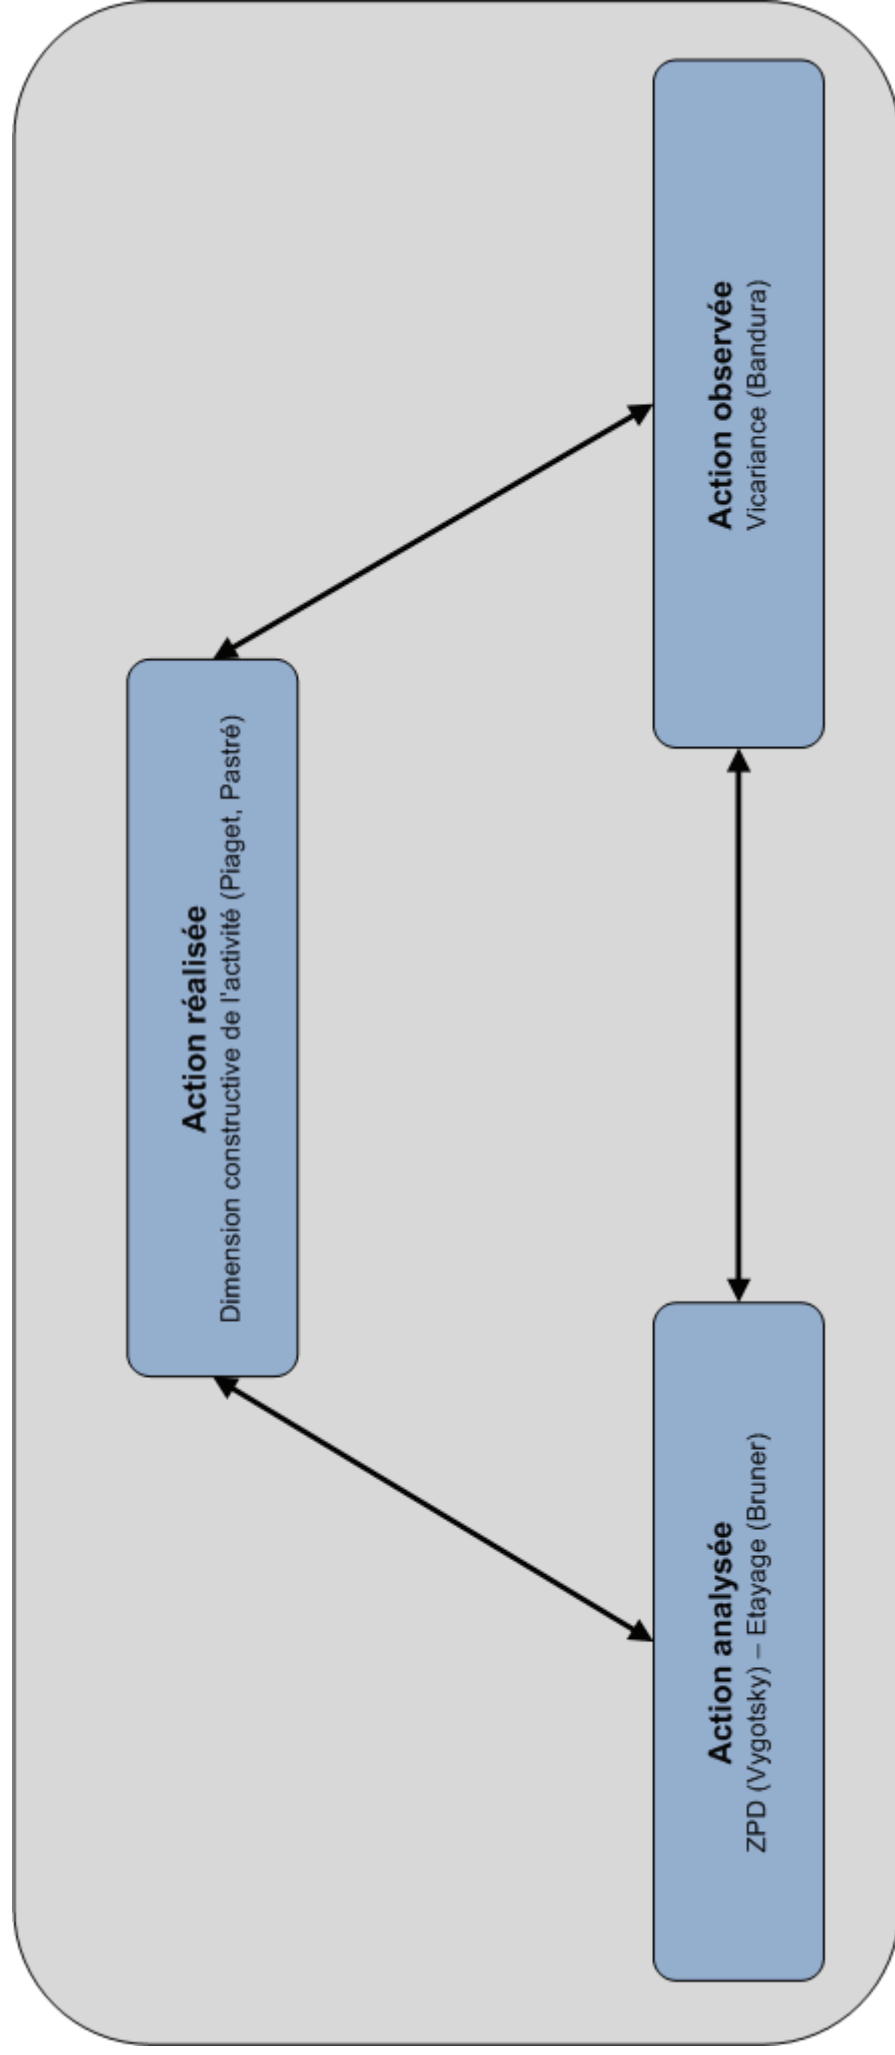 Action réalisée
Dimension constructive de l'activité (Piaget, Pastré)
Action analysée
ZPD (Vygotsky) – Etayage (Bruner)
Action observée
Vicariance (Bandura)